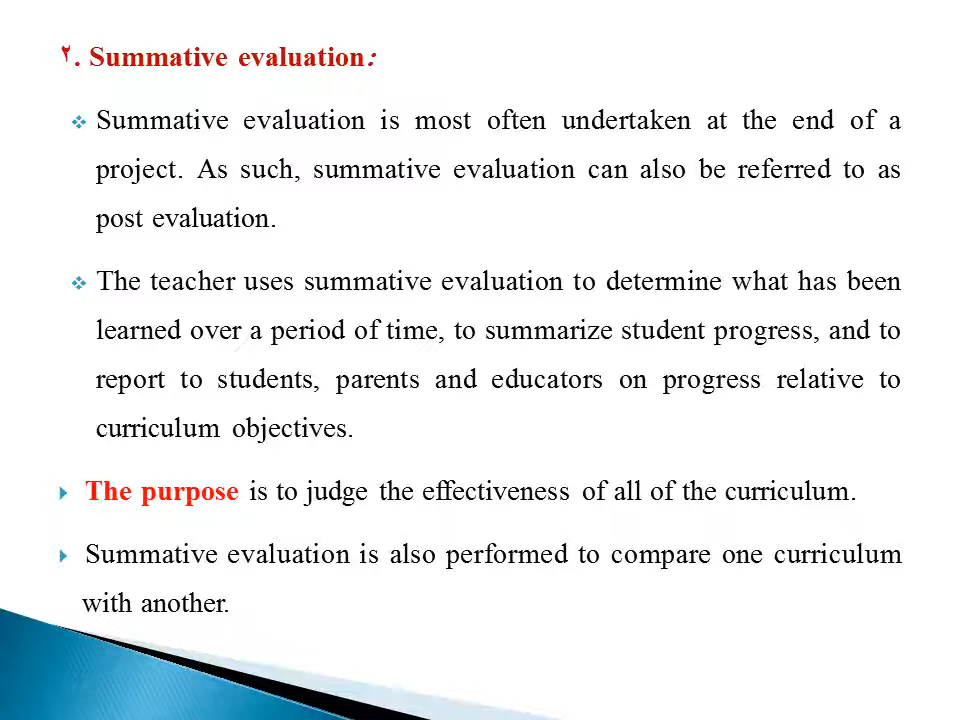 ٢. Summative evaluation:
❖ Summative evaluation is most often undertaken at the end of a
project. As such, summative evaluation can also be referred to as
post evaluation.
❖ The teacher uses summative evaluation to determine what has been
learned over a period of time, to summarize student progress, and to
report to students, parents and educators on progress relative to
curriculum objectives.
The purpose is to judge the effectiveness of all of the curriculum.
Summative evaluation is also performed to compare one curriculum
with another.